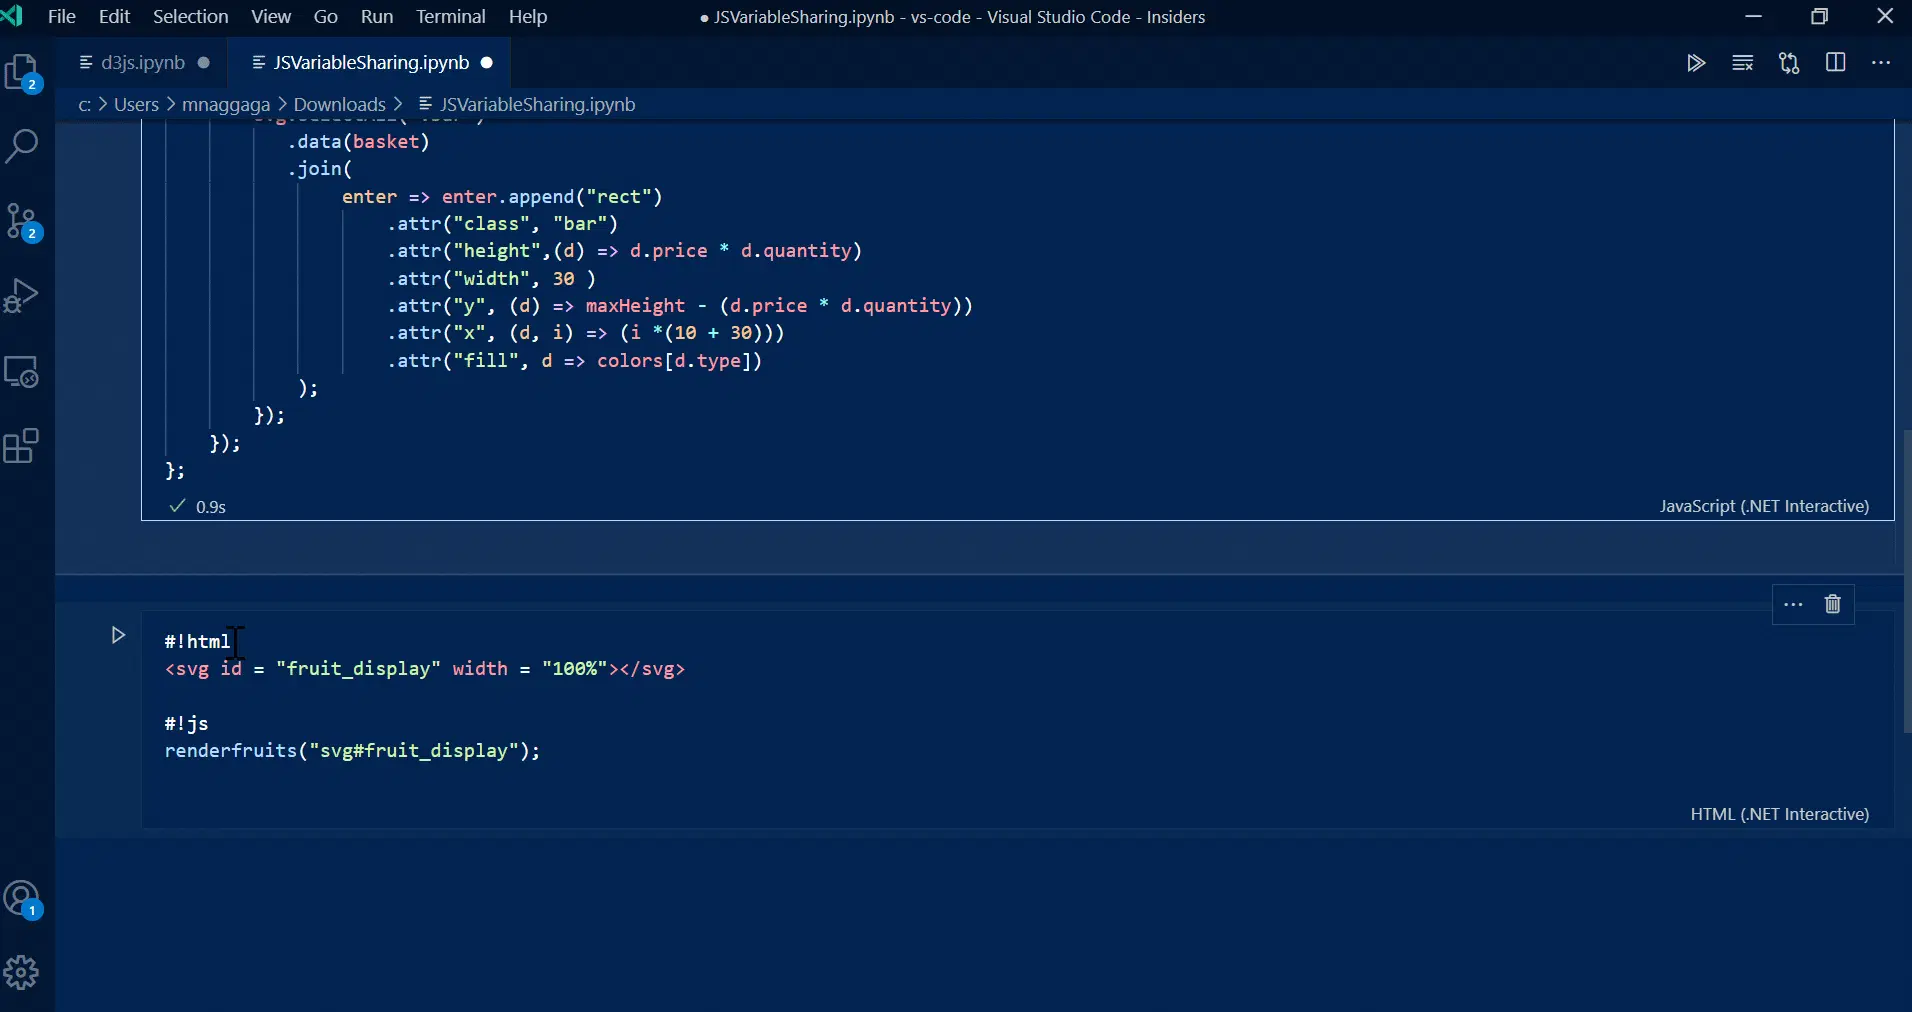 File Edit Selection View Go Run Terminal Help
● JSVariableSharing.ipynb - vs-code - Visual Studio Code - Insiders
d3js.ipynb
JSVariableSharing.ipynb
2
c: > Users > mnaggaga > Downloads > JSVariableSharing.ipynb
.data(basket)
.join(
enter => enter.append("rect")
.attr("class", "bar")
.attr("height",(d) => d.price * d.quantity)
.attr("width", 30 )
.attr("y", (d) => maxHeight - (d.price * d.quantity))
.attr("x", (d, i) => (i *(10 + 30)))
.attr("fill", d => colors[d.type])
);
});
});
};
2
✓ 0.9s
JavaScript (.NET Interactive)
#!html
<svg id = "fruit_display" width = "100%"></svg>
#!js
renderfruits("svg#fruit_display");
HTML (.NET Interactive)
1